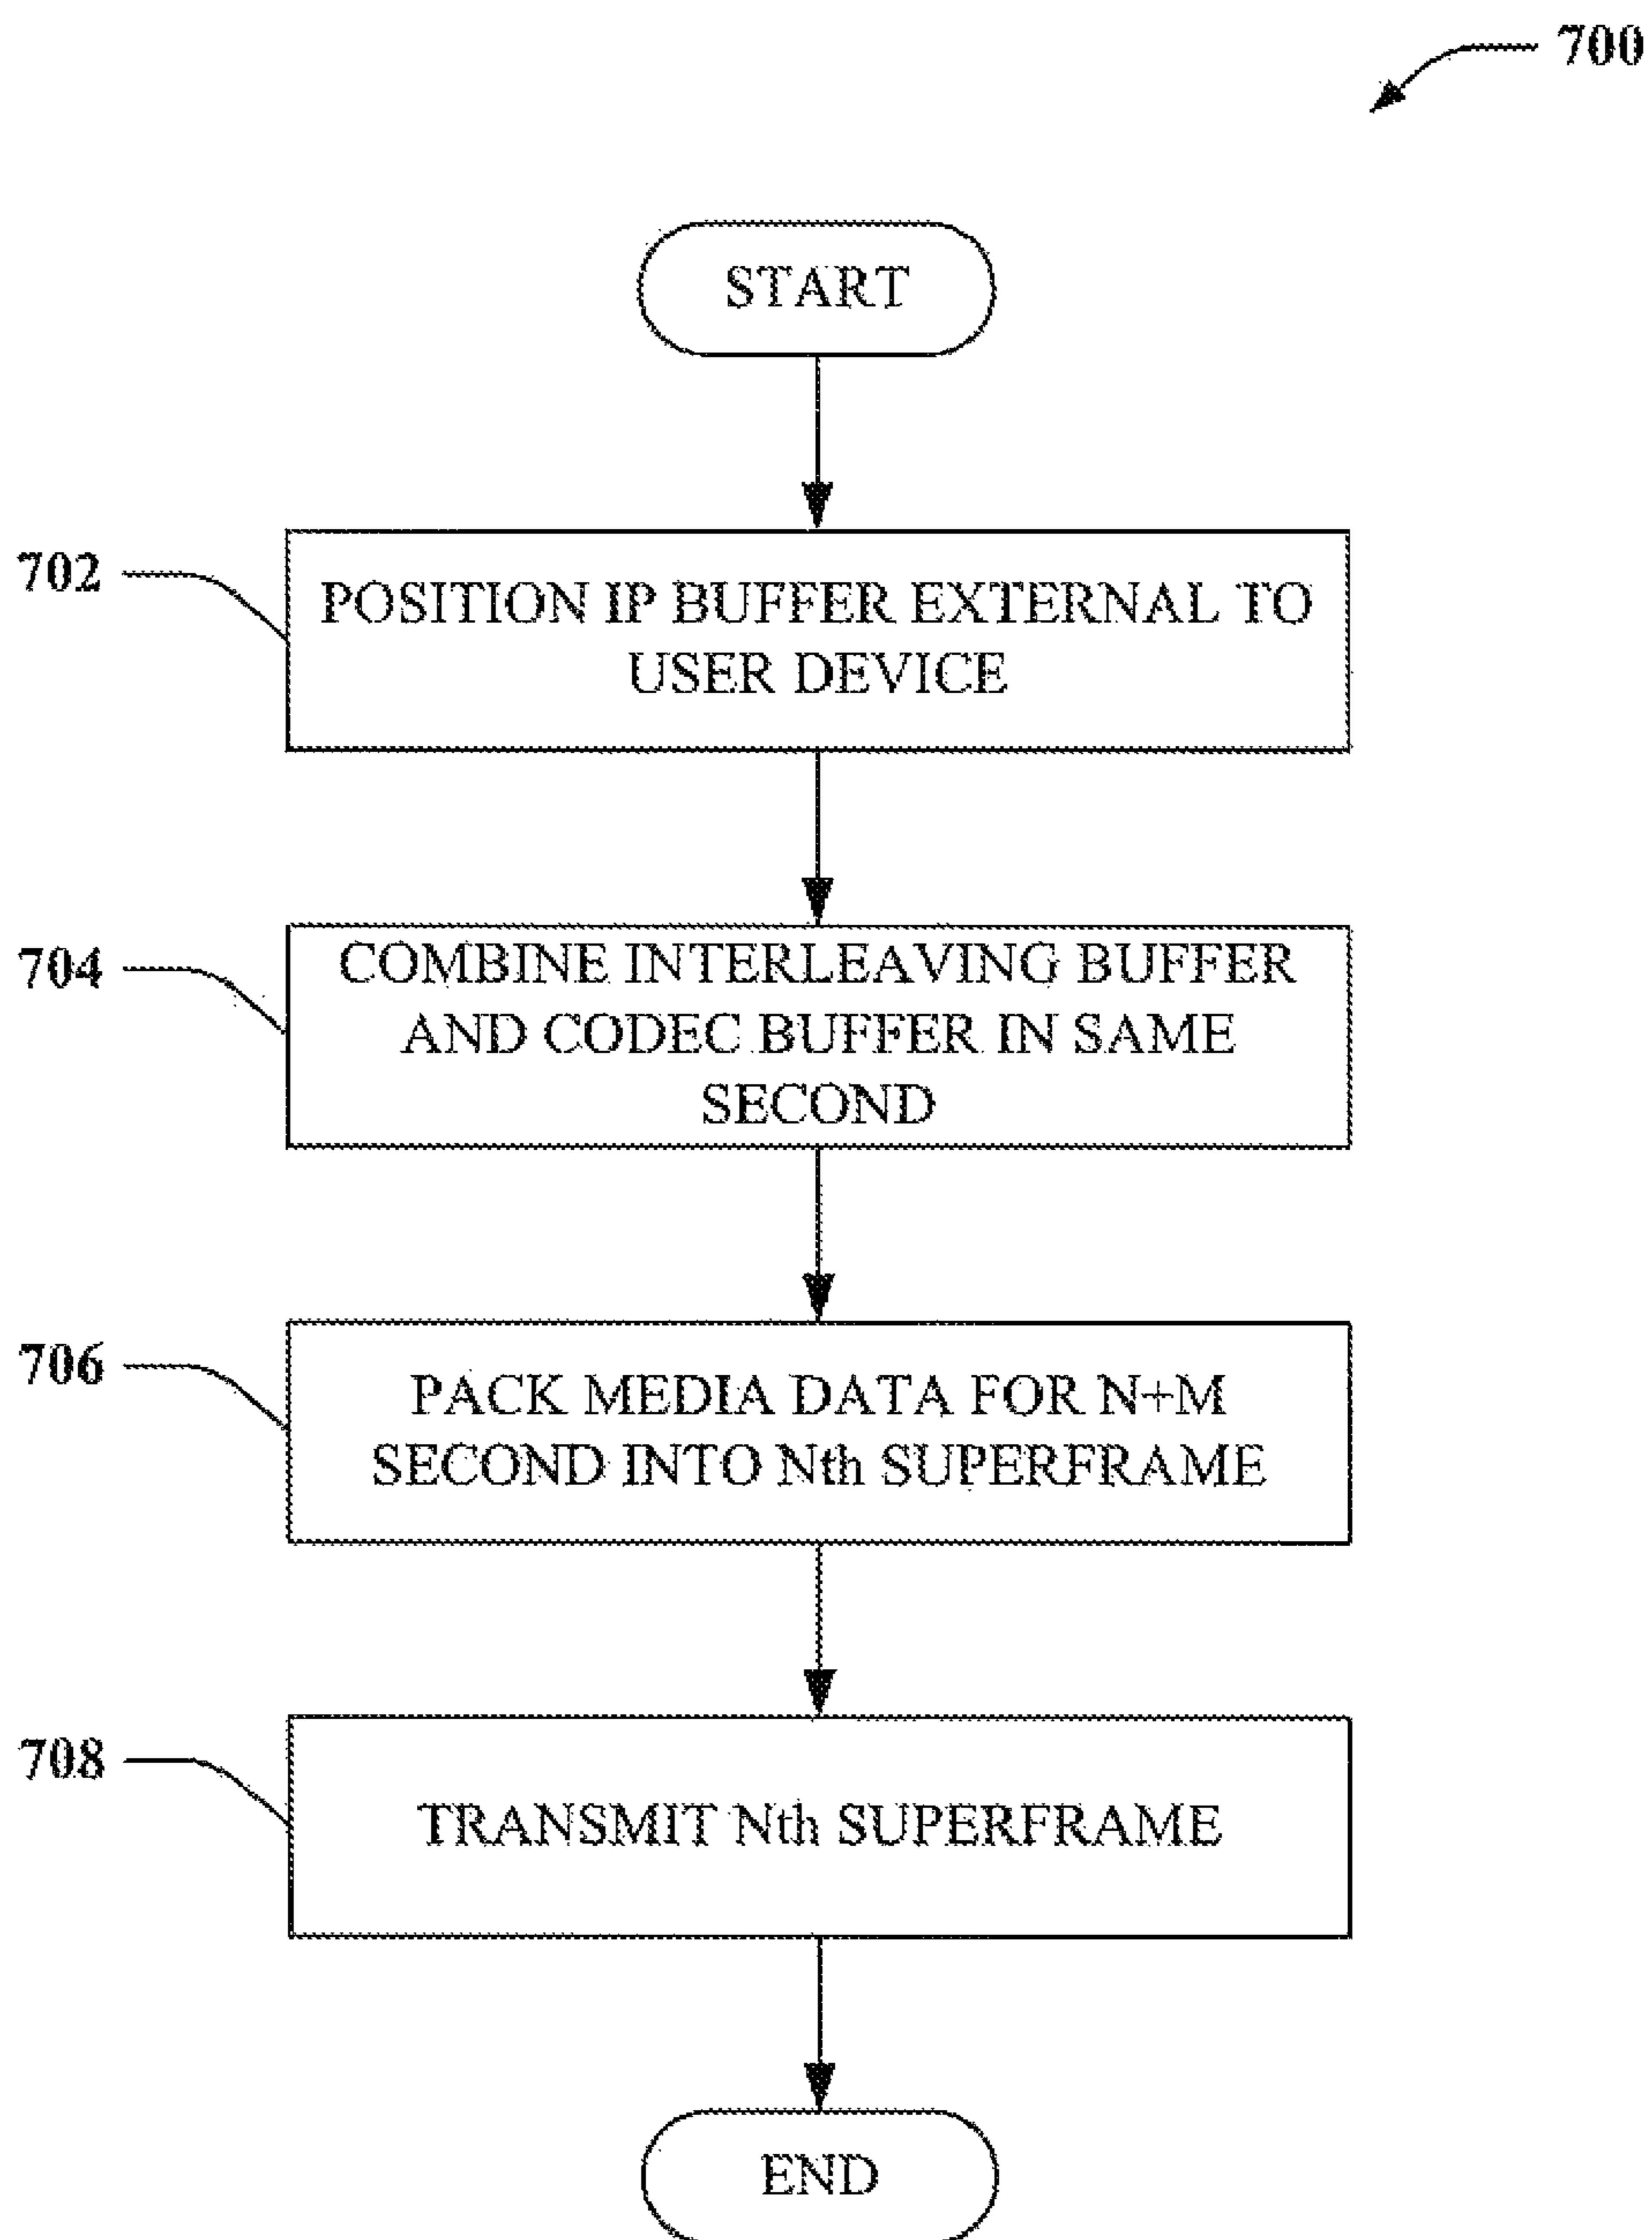 700
START
702
POSITION IP BUFFER EXTERNAL TO
USER DEVICE
704
COMBINE INTERLEAVING BUFFER
AND CODEC BUFFER IN SAME
SECOND
706
PACK MEDIA DATA FOR N+M
SECOND INTO Nth SUPERFRAME
708
TRANSMIT Nth SUPERFRAME
END